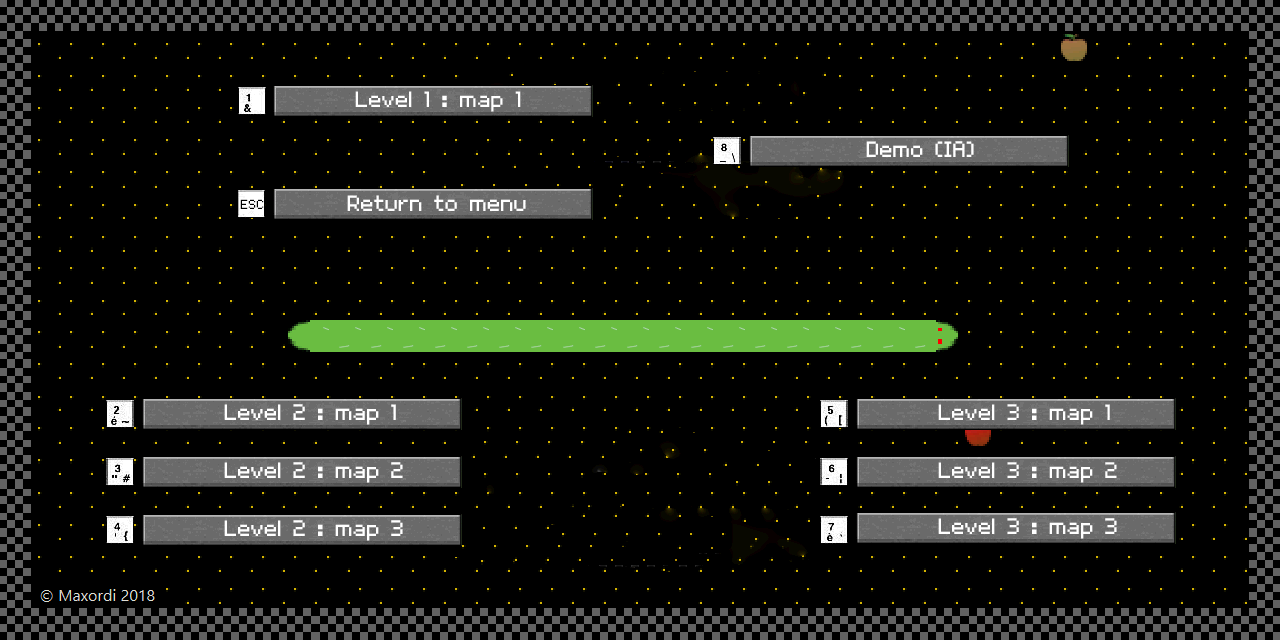 1
&
Level 1 : map 1
8
_ \
Demo (IA)
ESC
Return to menu
2
é ~
Level 2 : map 1
5
( [
Level 3 : map 1
3
" #
Level 2 : map 2
6
- ¦
Level 3 : map 2
4
' {
Level 2 : map 3
7
è `
Level 3 : map 3
© Maxordi 2018